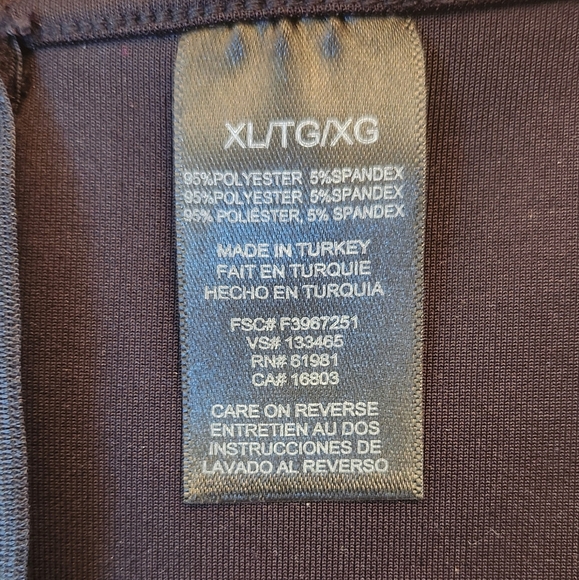 XL/TG/XG
95%POLYESTER 5%SPANDEX
95%POLYESTER 5%SPANDEX
95% POLIESTER, 5% SPANDEX
MADE IN TURKEY
FAIT EN TURQUIE
HECHO EN TURQUIA
FSC# F3967251
VS# 133465
RN# 61981
CA# 16803
CARE ON REVERSE
ENTRETIEN AU DOS
INSTRUCCIONES DE
LAVADO AL REVERSO